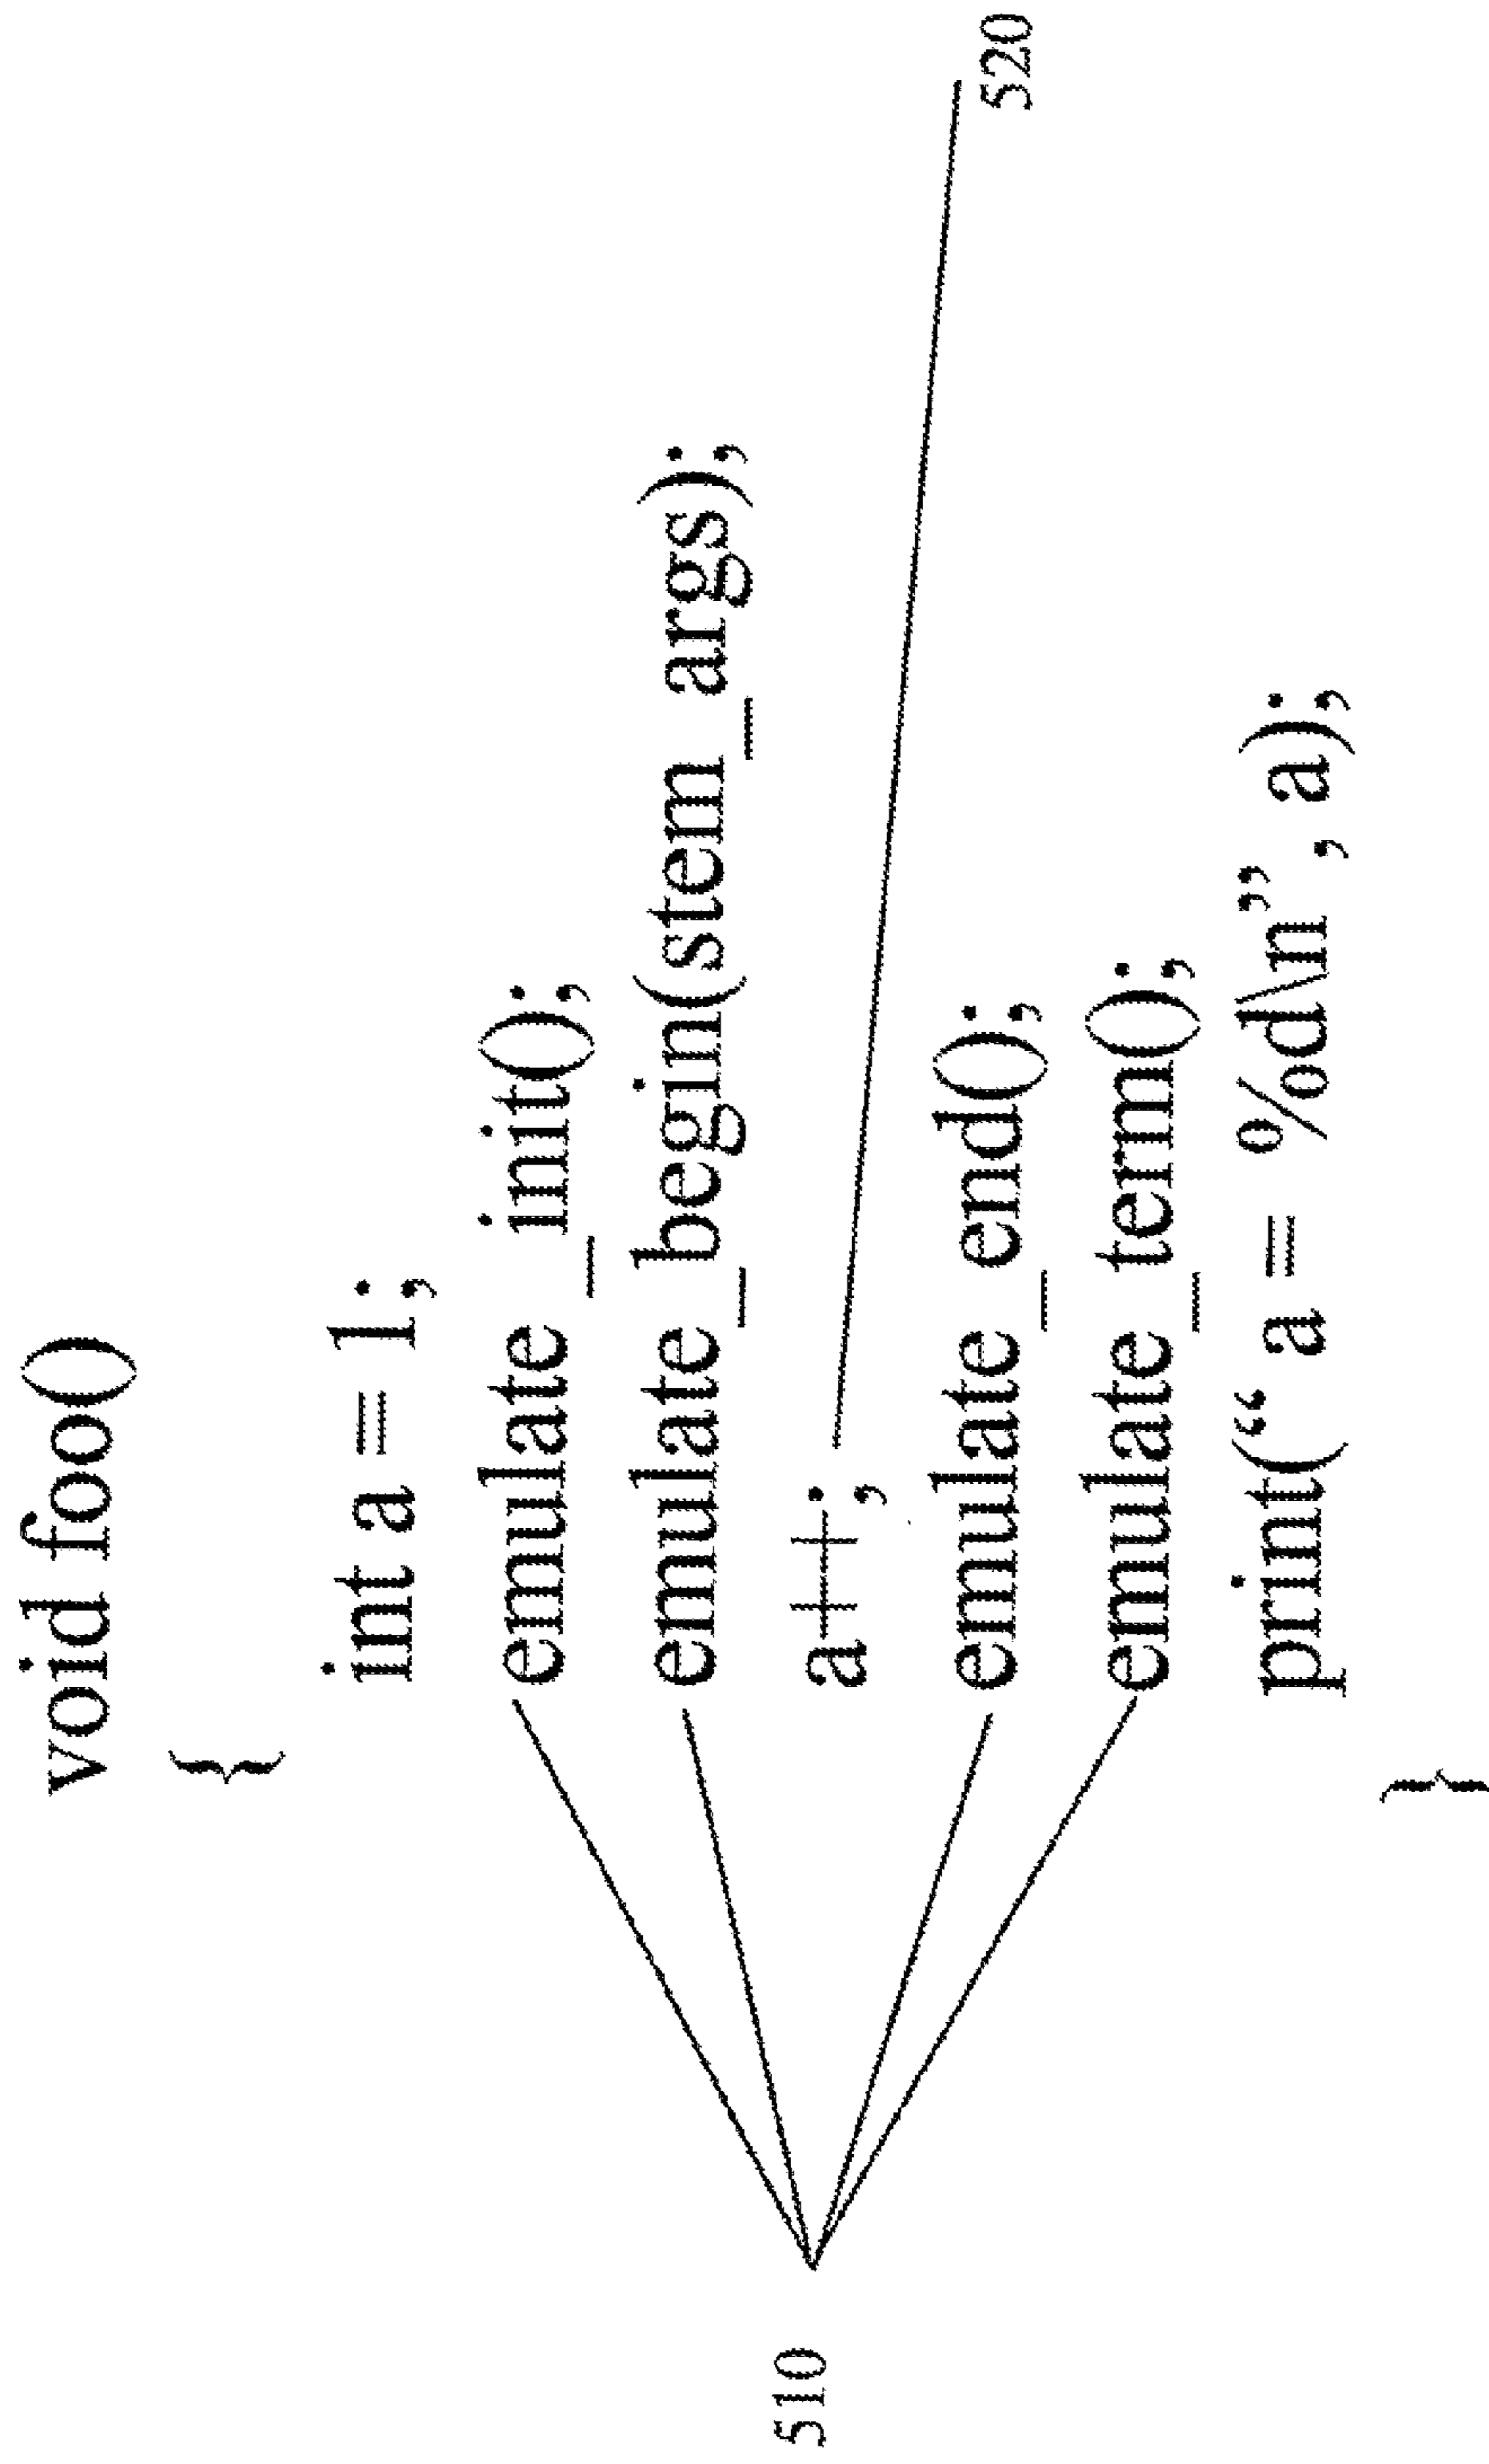 void foo()
{
int a = 1;
emulate_init();
emulate_begin(stem_args);
a++;
emulate_end();
emulate_term();
print(“ a = %d\n”, a);
}
510
520